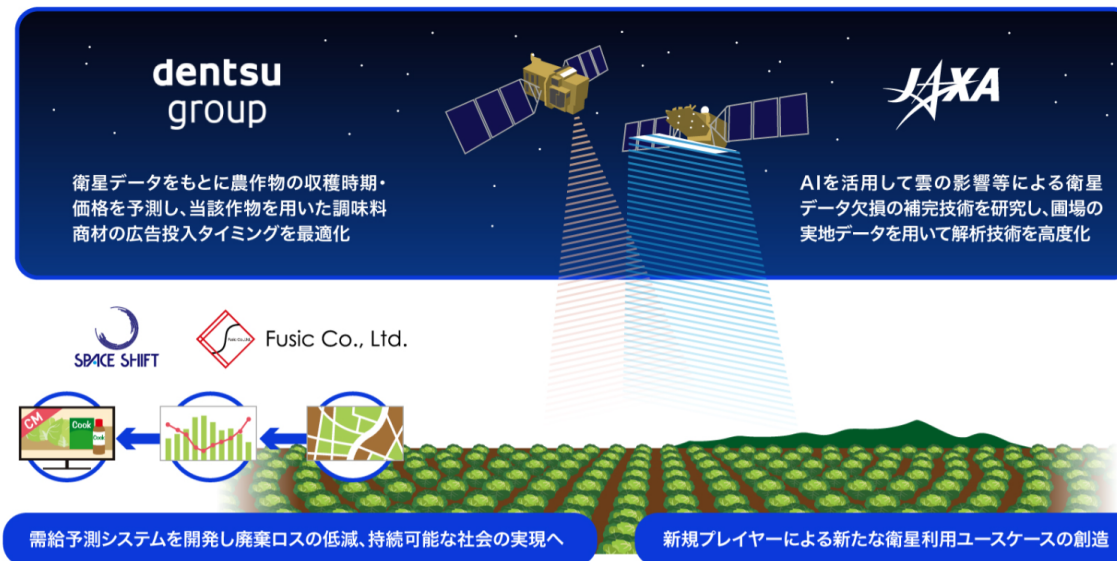 dentsu
group
JAXA
衛星データをもとに農作物の収穫時期・
価格を予測し、当該作物を用いた調味料
商材の広告投入タイミングを最適化
AIを活用して雲の影響等による衛星
データ欠損の補完技術を研究し、圃場の
実地データを用いて解析技術を高度化
SPACE SHIFT
Fusic Co., Ltd.
Fusic Co., Ltd.
CM
Cook
Cook
需給予測システムを開発し廃棄ロスの低減、持続可能な社会の実現へ
新規プレイヤーによる新たな衛星利用ユースケースの創造